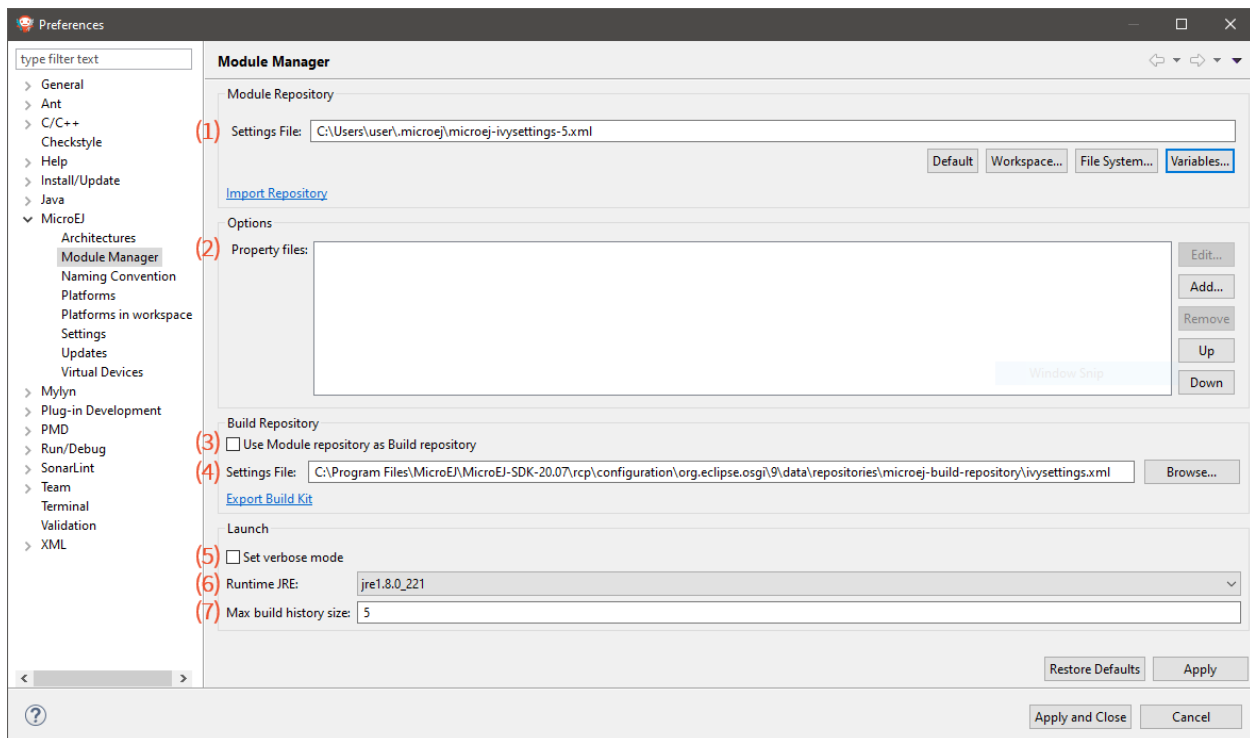 Preferences
type filter text
General
Ant
C/C++
Checkstyle
Help
Install/Update
Java
MicroEJ
Architectures
Module Manager
Naming Convention
Platforms
Platforms in workspace
Settings
Updates
Virtual Devices
Mylyn
Plug-in Development
PMD
Run/Debug
SonarLint
Team
Terminal
Validation
XML
Module Manager
Module Repository
(1) Settings File: C:\Users\user\.microej\microej-ivysettings-5.xml
Default Workspace... File System... Variables...
Import Repository
Options
(2) Property files:
Edit...
Add...
Remove
Up
Window Snip
Down
Build Repository
(3) Use Module repository as Build repository
(4) Settings File: C:\Program Files\MicroEJ\MicroEJ-SDK-20.07\rcp\configuration\org.eclipse.osgi\9\data\repositories\microej-build-repository\ivysettings.xml Browse...
Export Build Kit
Launch
(5) Set verbose mode
(6) Runtime JRE: jre1.8.0_221
(7) Max build history size: 5
Restore Defaults Apply
? Apply and Close Cancel